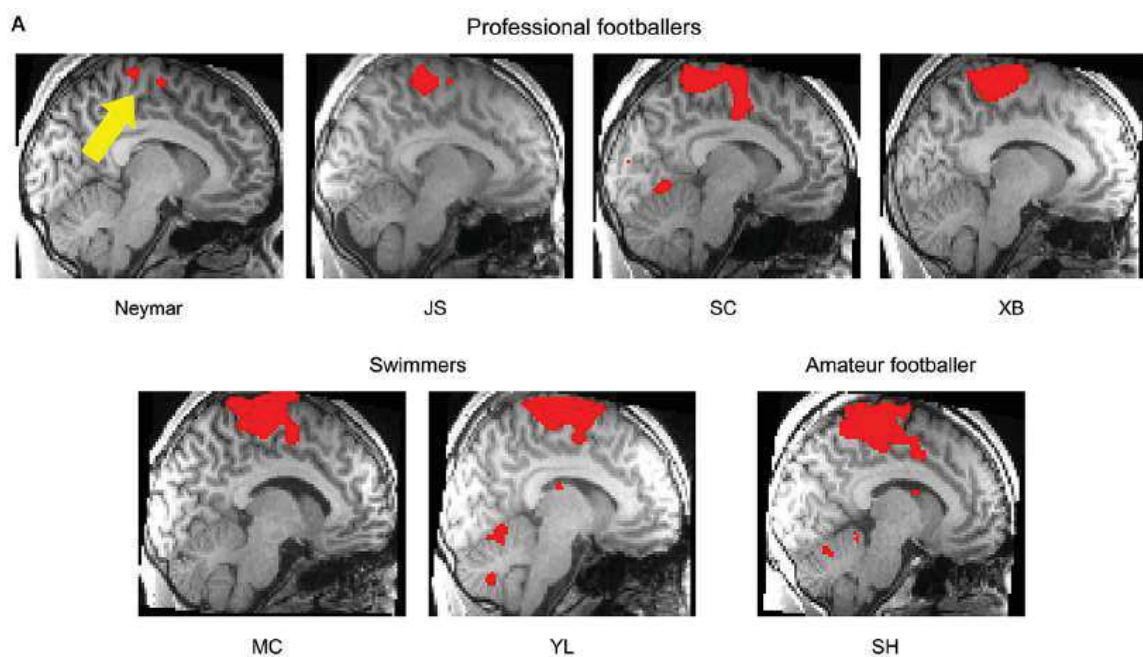 A
Professional footballers
Neymar
JS
SC
XB
Swimmers
Amateur footballer
MC
YL
SH